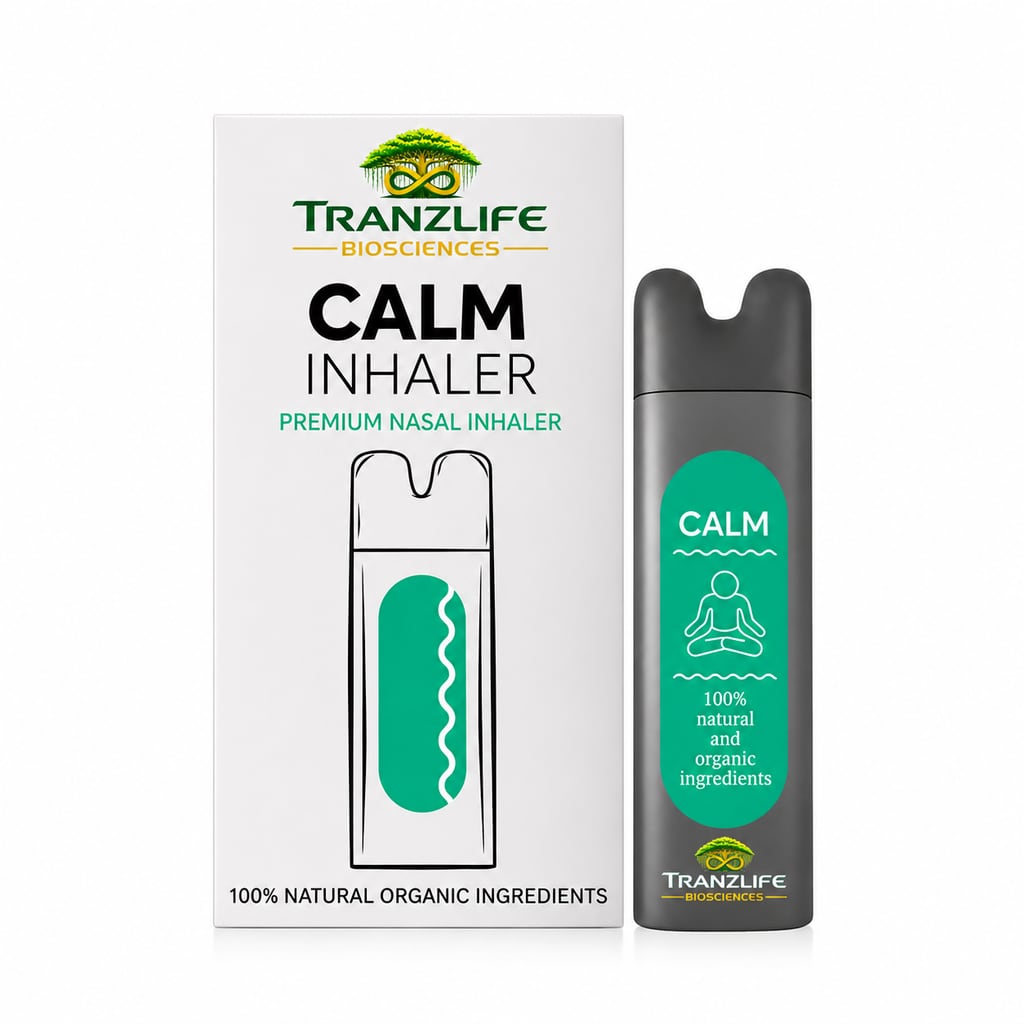 TRANZLIFE
BIOSCIENCES
CALM
INHALER
PREMIUM NASAL INHALER
100% NATURAL ORGANIC INGREDIENTS
CALM
100%
natural
and
organic
ingredients
TRANZLIFE
BIOSCIENCES